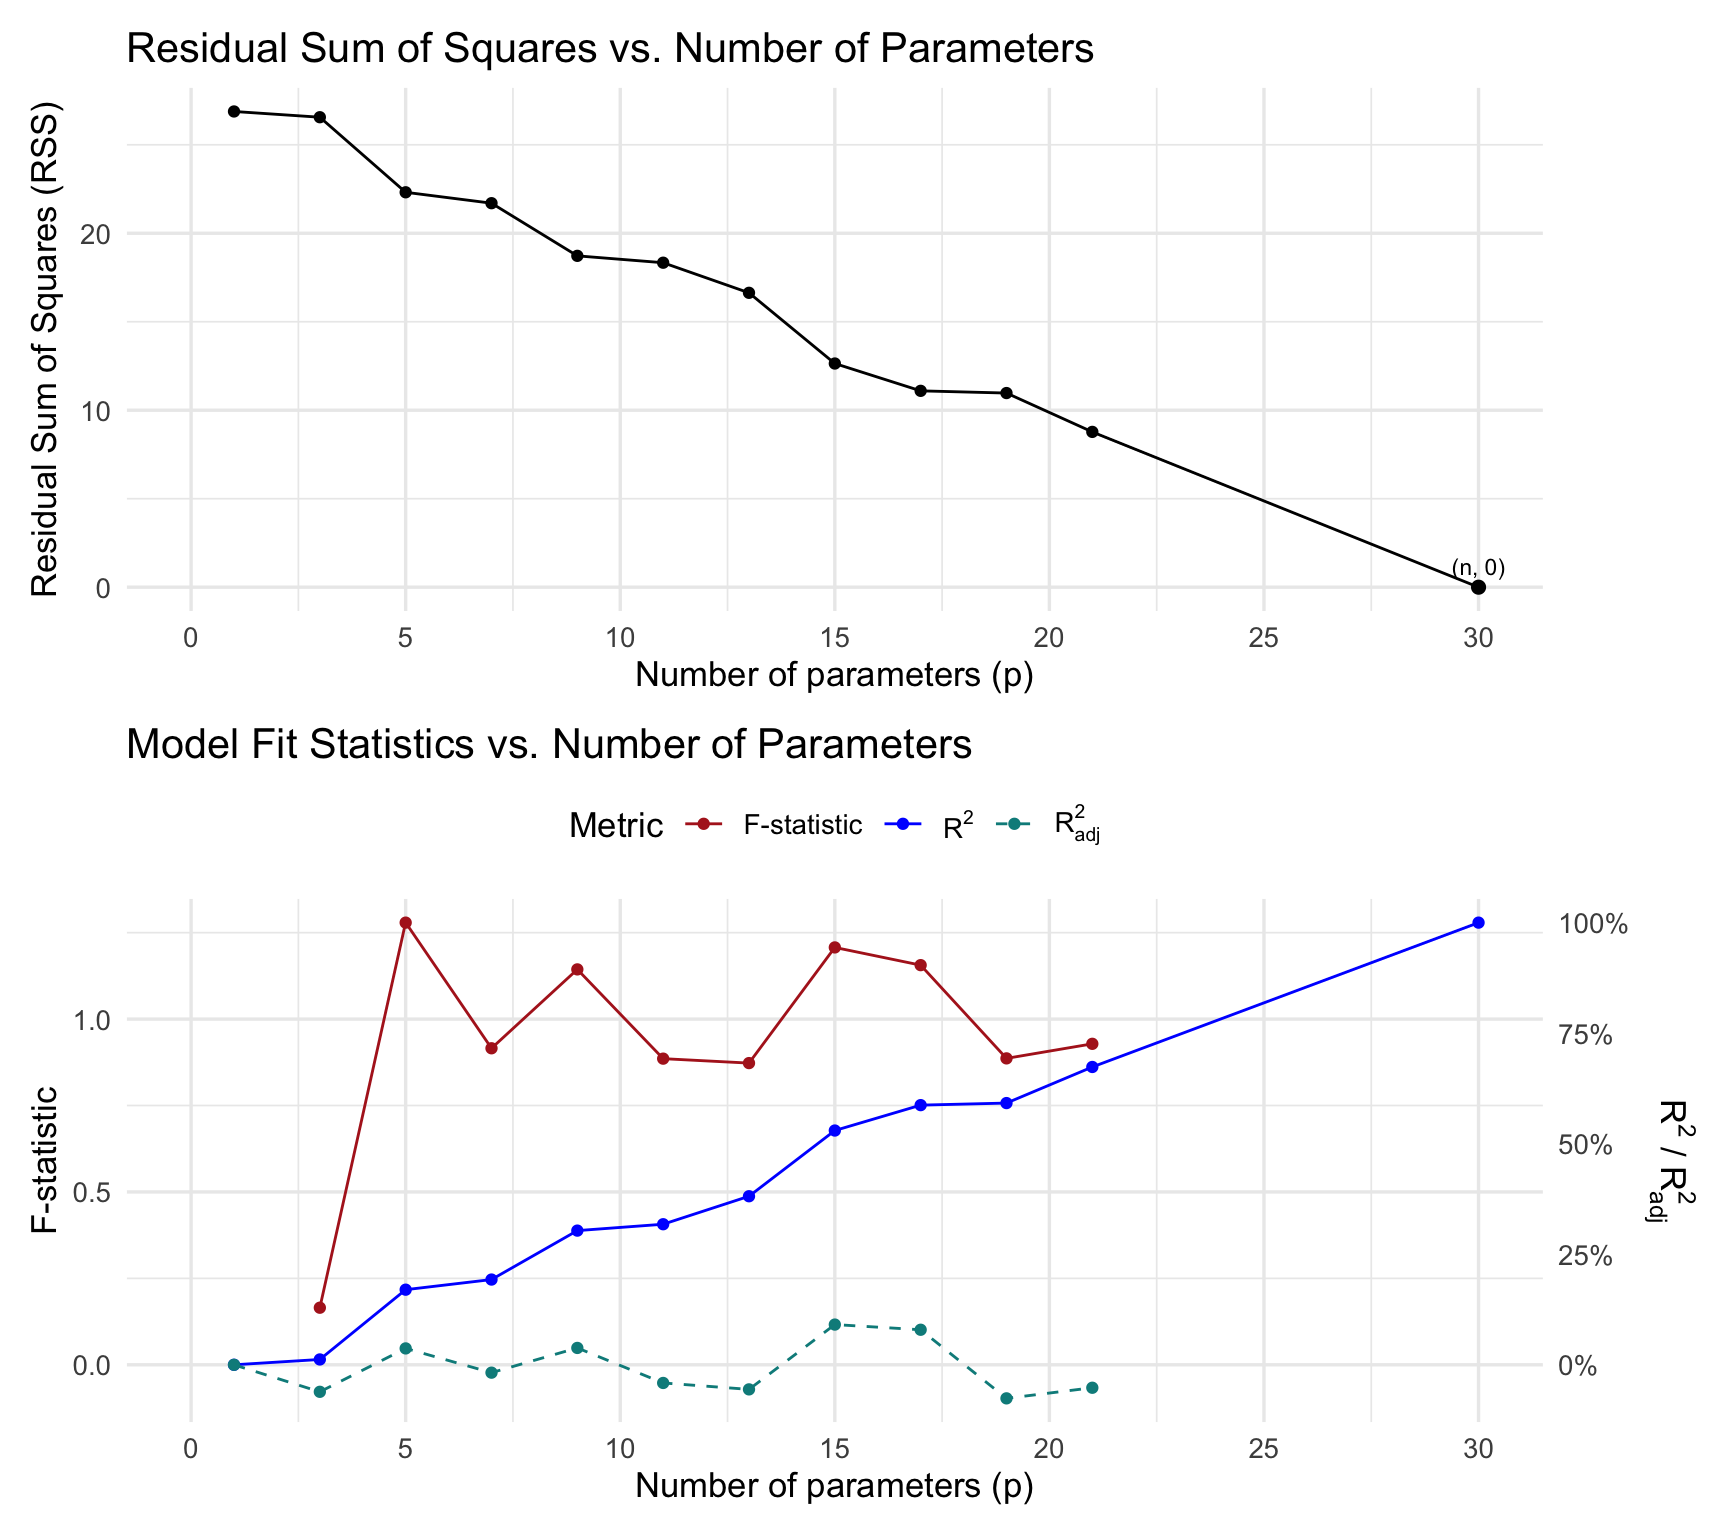 Residual Sum of Squares vs. Number of Parameters
Residual Sum of Squares (RSS)
20
10
0
(n, 0)
0 5 10 15 20 25 30
Number of parameters (p)
Model Fit Statistics vs. Number of Parameters
Metric F-statistic R² R²adj
F-statistic
1.0
0.5
0.0
100%
75%
50%
25%
0%
R² / R²adj
0 5 10 15 20 25 30
Number of parameters (p)